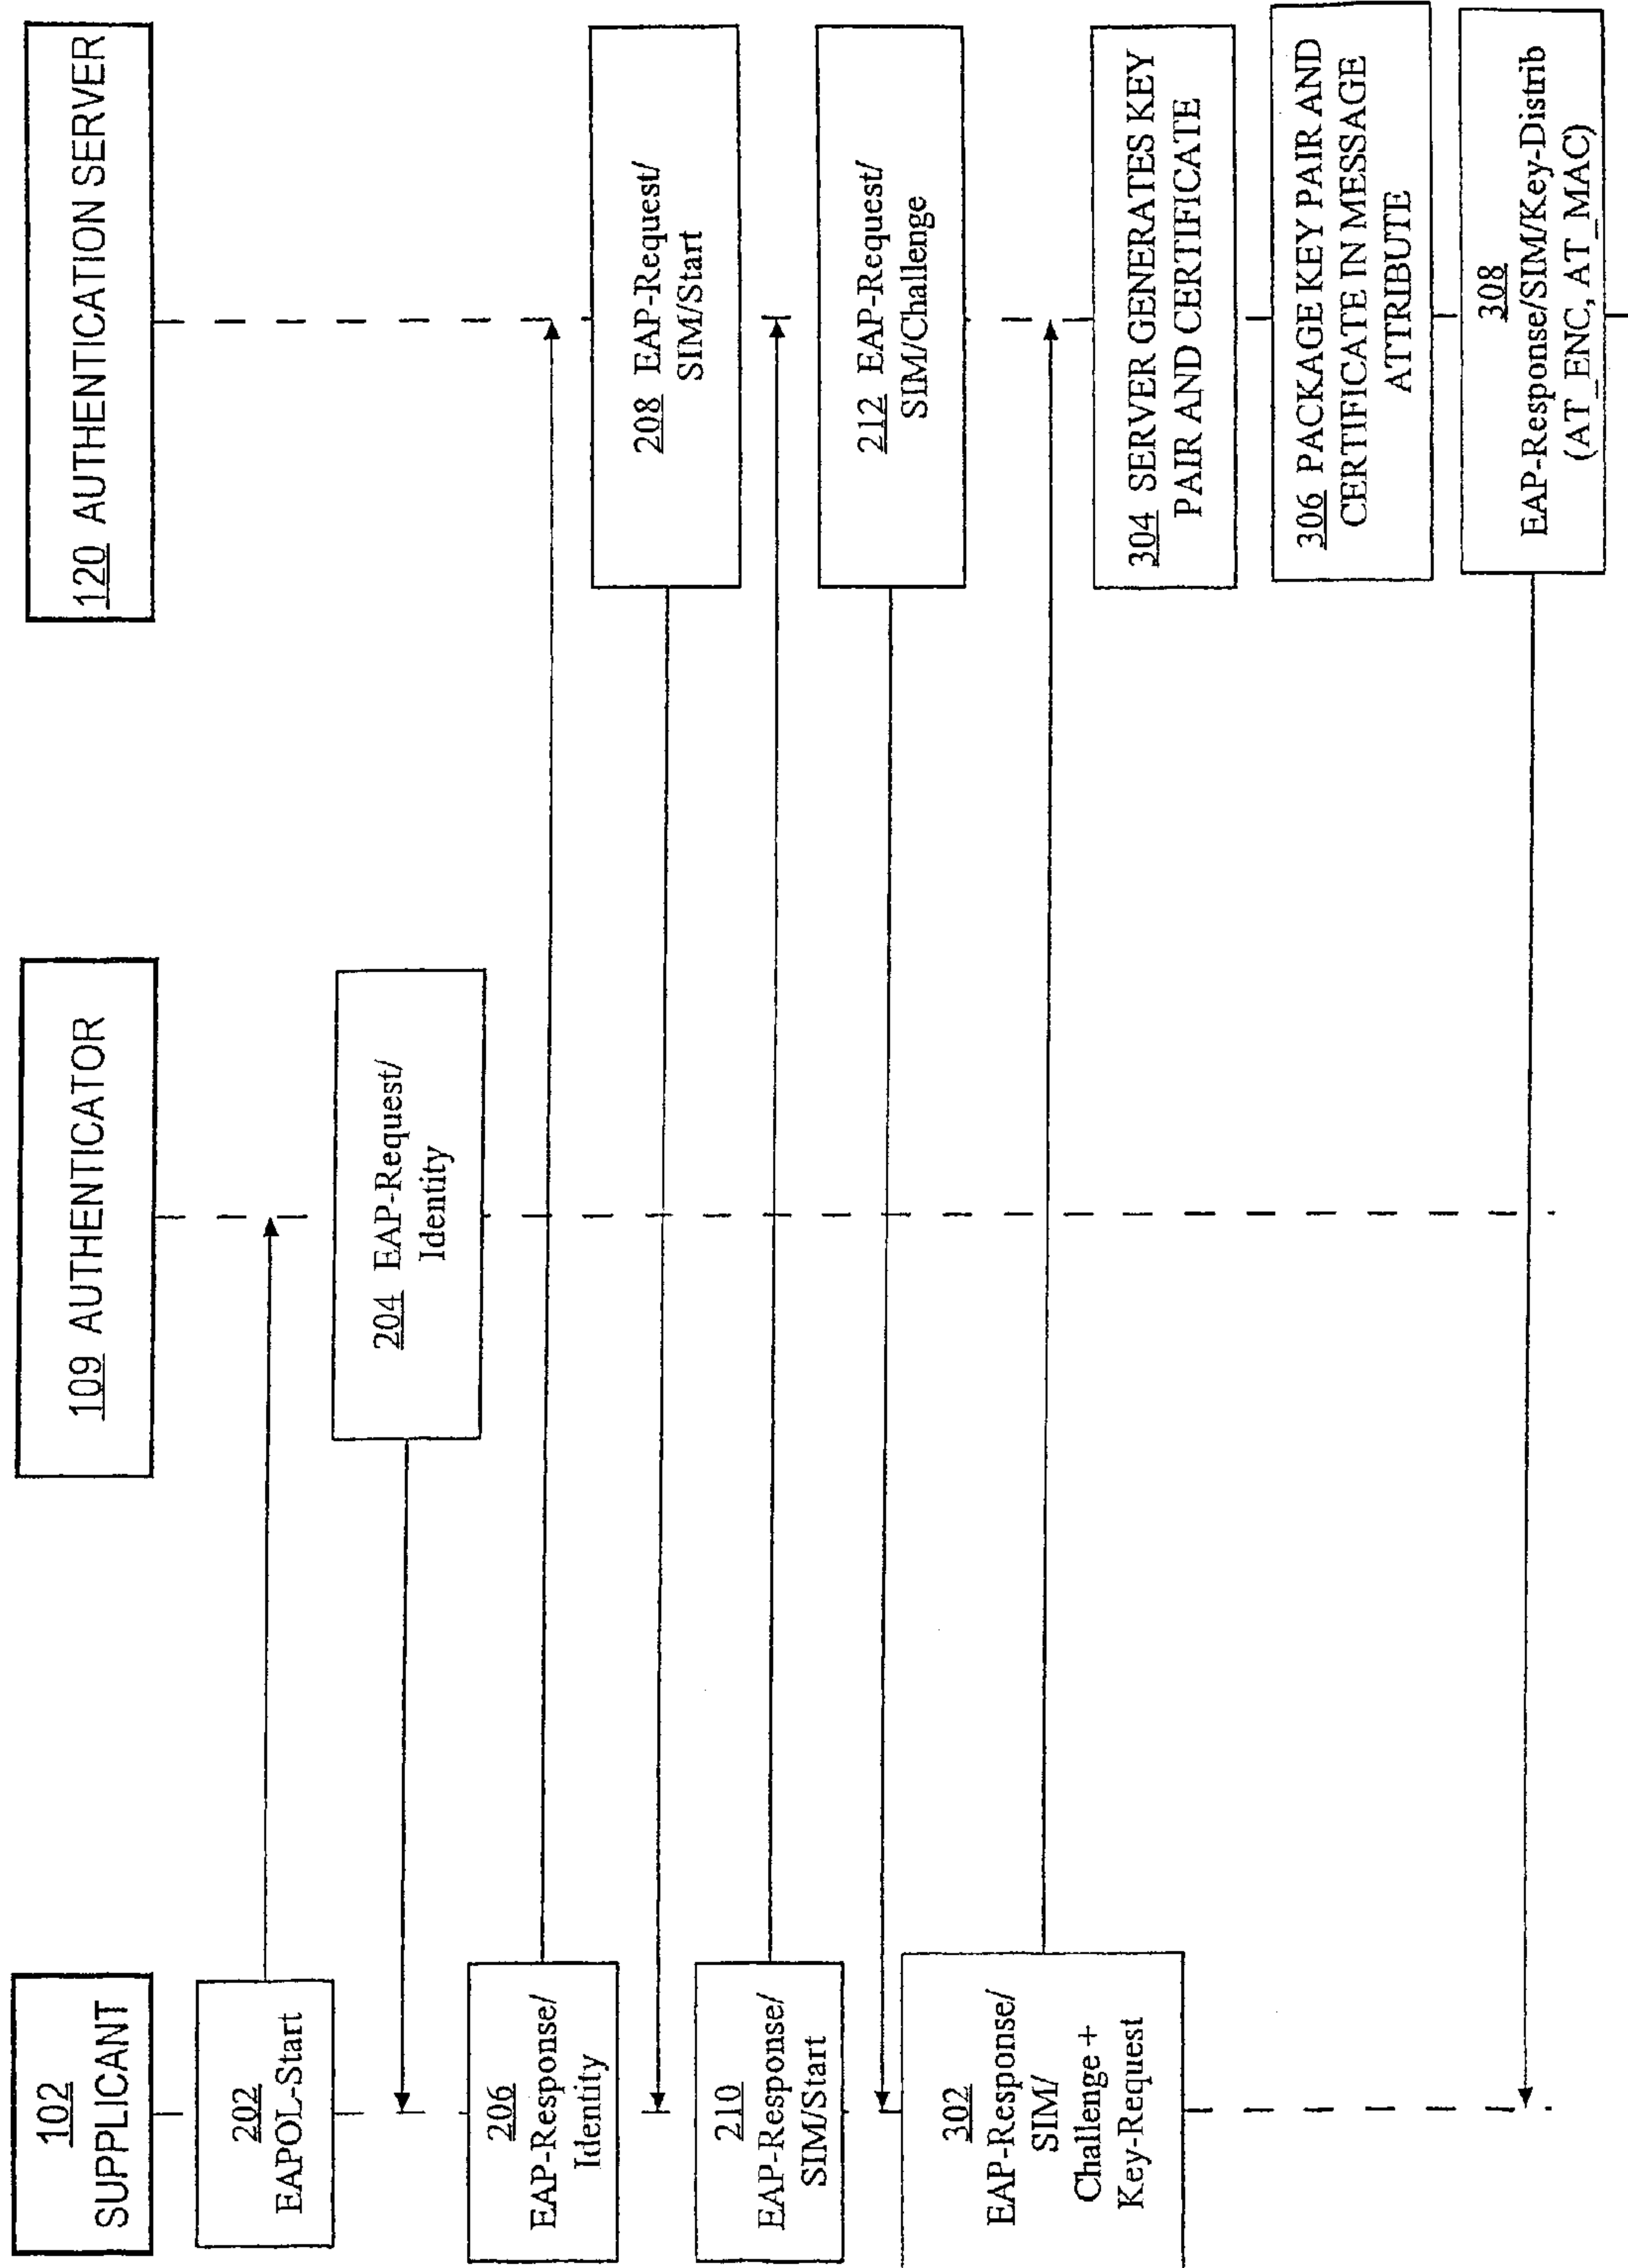 102
SUPPLICANT
109 AUTHENTICATOR
120 AUTHENTICATION SERVER
202
EAPOL-Start
204 EAP-Request/
Identity
206
EAP-Response/
Identity
208 EAP-Request/
SIM/Start
210
EAP-Response/
SIM/Start
212 EAP-Request/
SIM/Challenge
302
EAP-Response/
SIM/
Challenge +
Key-Request
304 SERVER GENERATES KEY
PAIR AND CERTIFICATE
306 PACKAGE KEY PAIR AND
CERTIFICATE IN MESSAGE
ATTRIBUTE
308
EAP-Response/SIM/Key-Distrib
(AT_ENC, AT_MAC)